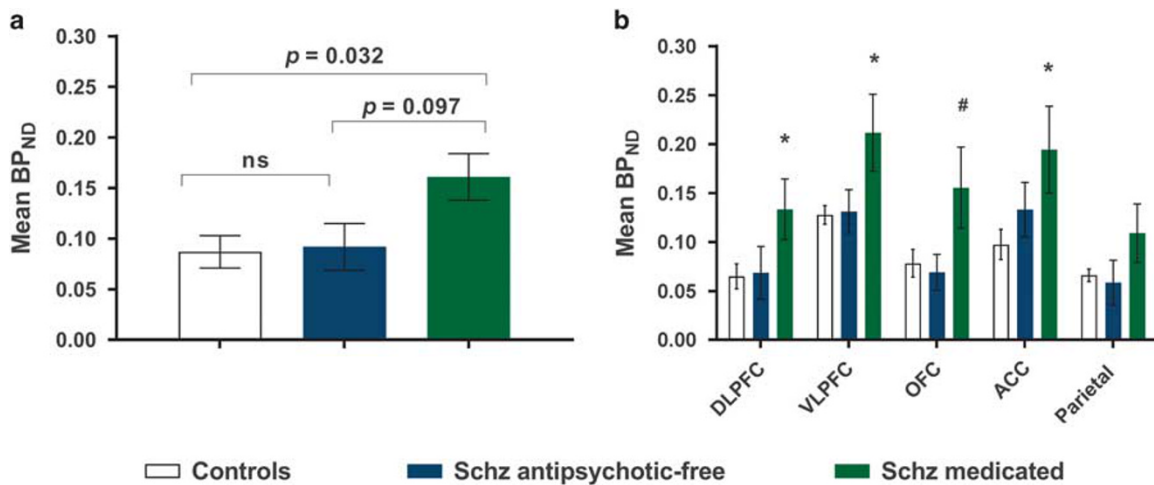 a
Mean BPND
0.30
0.25
0.20
0.15
0.10
0.05
0.00
p = 0.032
p = 0.097
ns
b
Mean BPND
0.30
0.25
0.20
0.15
0.10
0.05
0.00
*
*
#
*
DLPFC
VLPFC
OFC
ACC
Parietal
Controls
Schz antipsychotic-free
Schz medicated